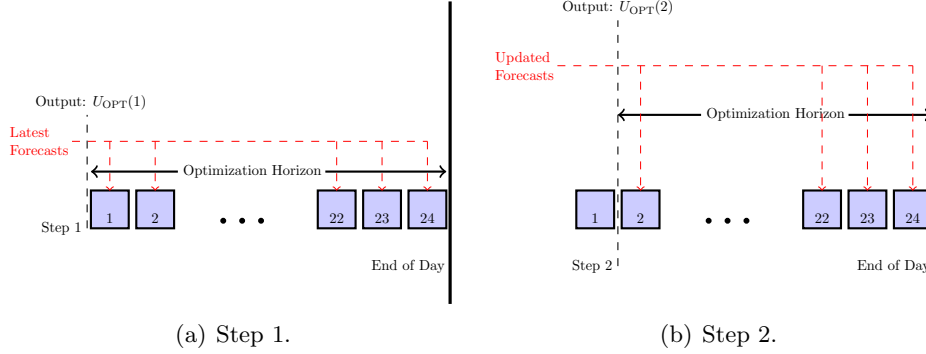 Output: U_OPT(1)
Latest
Forecasts
Optimization Horizon
1 2 22 23 24
Step 1
End of Day
(a) Step 1.
Output: U_OPT(2)
Updated
Forecasts
Optimization Horizon
1 2 22 23 24
Step 2
End of Day
(b) Step 2.